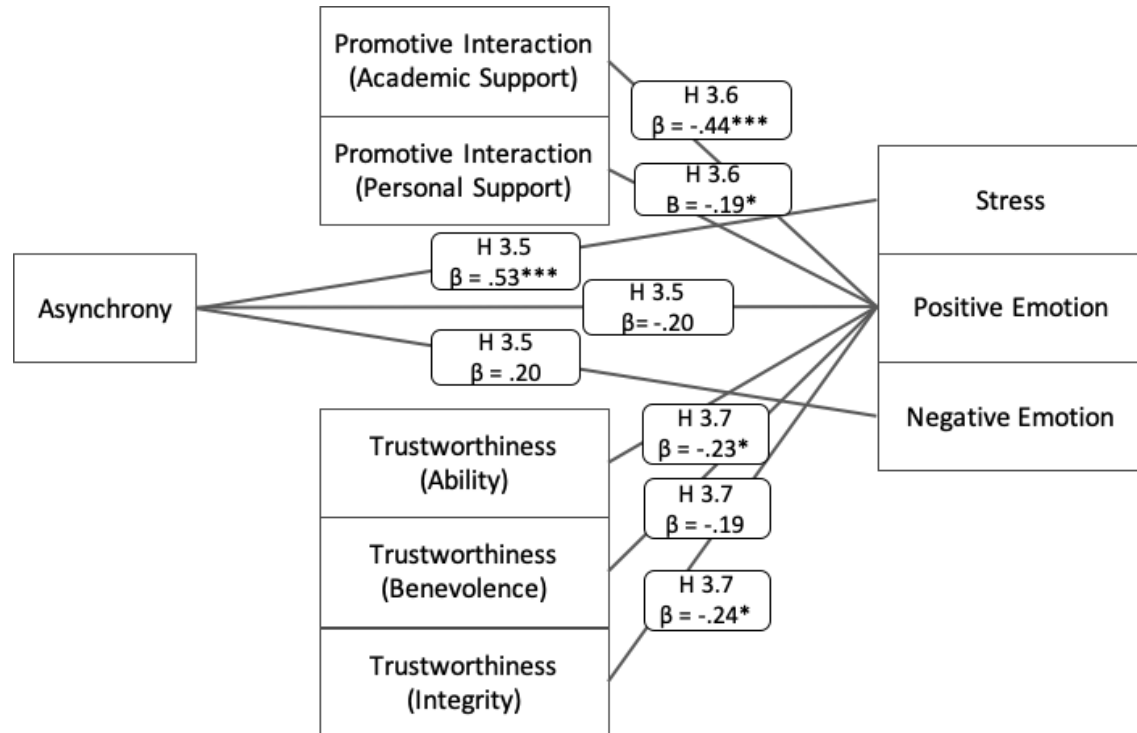 Promotive Interaction
(Academic Support)
H 3.6
β = -.44***
Promotive Interaction
(Personal Support)
H 3.6
B = -.19*
Stress
H 3.5
β = .53***
Asynchrony
H 3.5
β= -.20
Positive Emotion
H 3.5
β = .20
Negative Emotion
Trustworthiness
(Ability)
H 3.7
β = -.23*
H 3.7
β = -.19
Trustworthiness
(Benevolence)
H 3.7
β = -.24*
Trustworthiness
(Integrity)